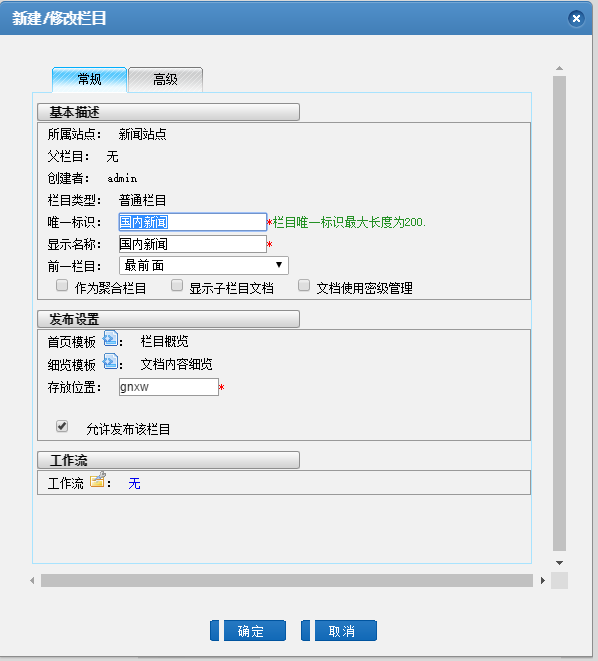 新建/修改栏目
常规 高级
基本描述
所属站点： 新闻站点
父栏目： 无
创建者： admin
栏目类型： 普通栏目
唯一标识： 国内新闻 *栏目唯一标识最大长度为200.
显示名称： 国内新闻 *
前一栏目： 最前面
作为聚合栏目 显示子栏目文档 文档使用密级管理
发布设置
首页模板 ： 栏目概览
细览模板 ： 文档内容细览
存放位置： gnxw *
允许发布该栏目
工作流
工作流 ： 无
确定 取消